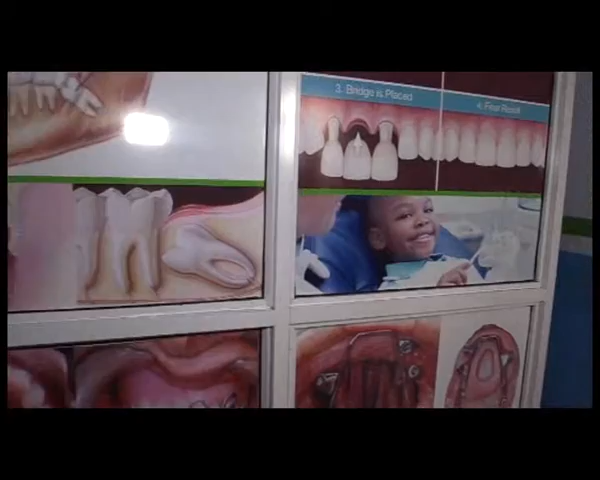 3. Bridge is Placed
4. Final Result